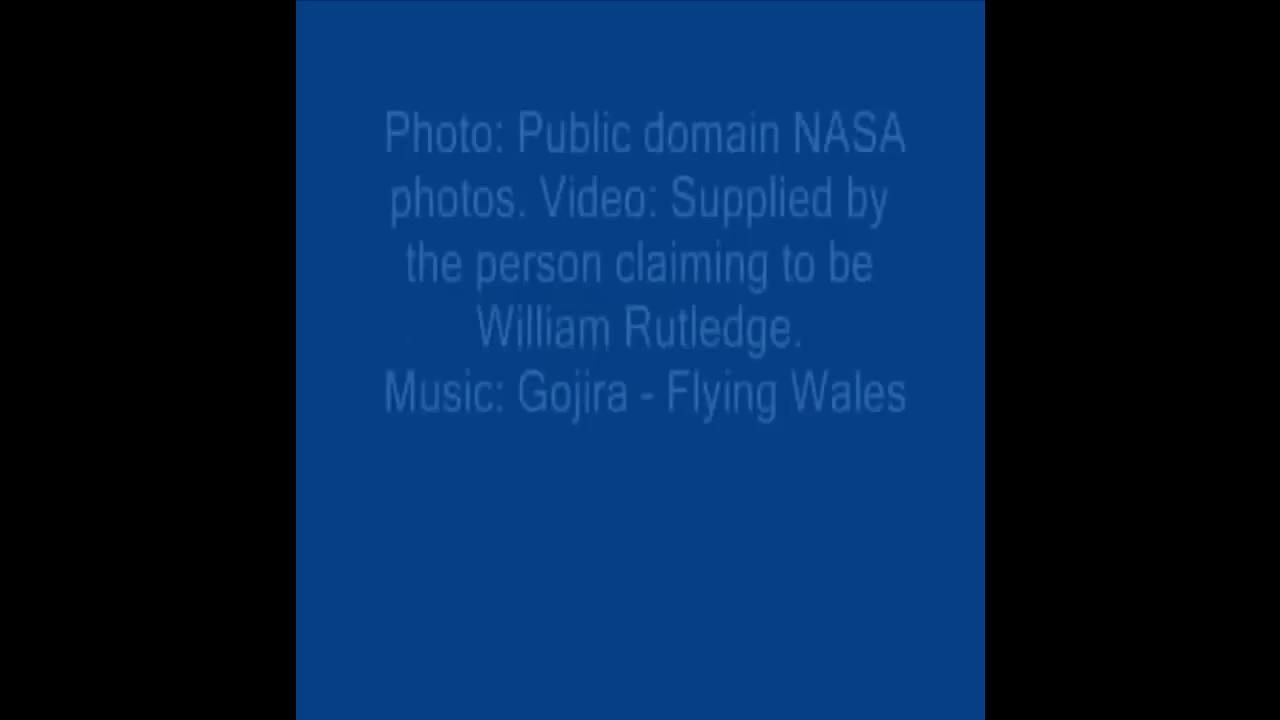 Photo: Public domain NASA
photos. Video: Supplied by
the person claiming to be
William Rutledge.
Music: Gojira - Flying Wales